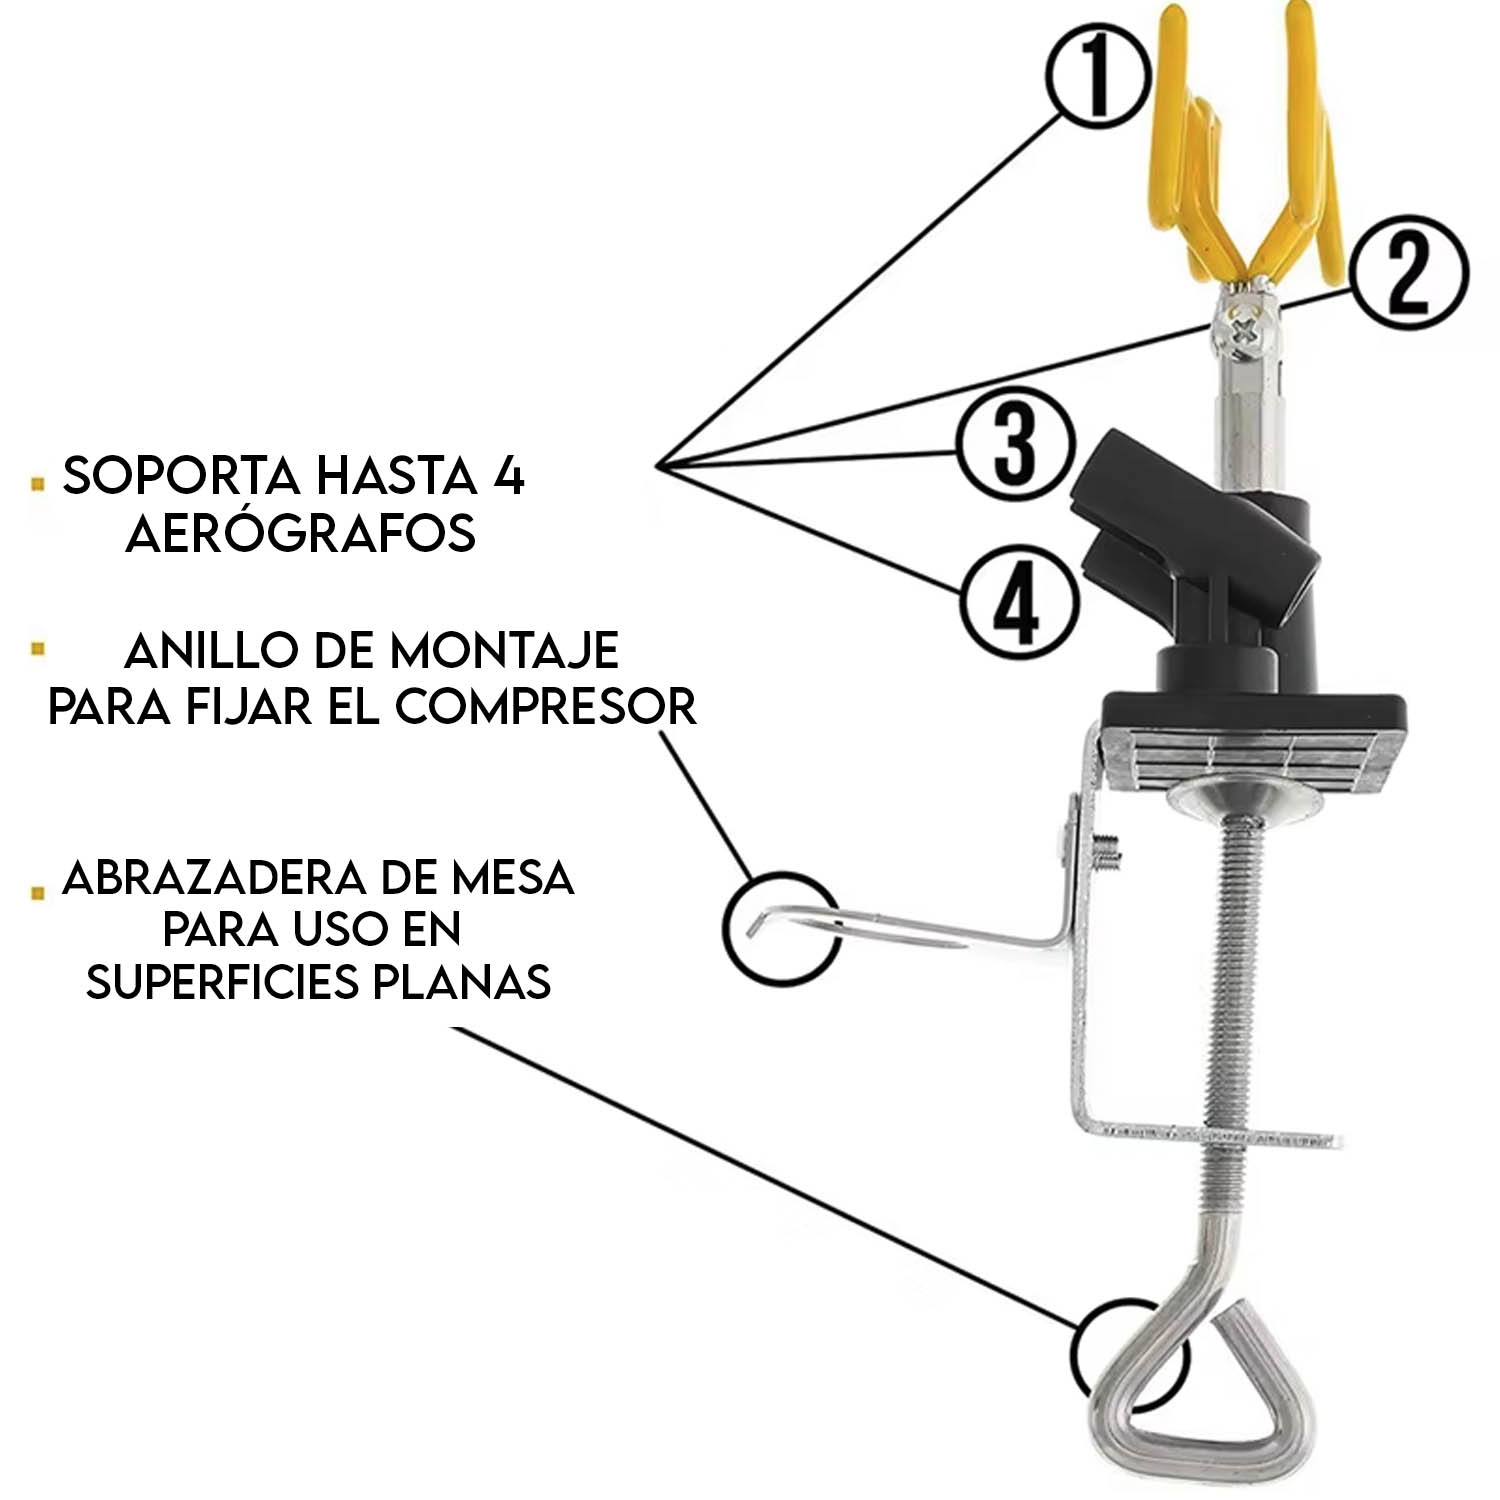 1
2
3
4
SOPORTA HASTA 4
AERÓGRAFOS
ANILLO DE MONTAJE
PARA FIJAR EL COMPRESOR
ABRAZADERA DE MESA
PARA USO EN
SUPERFICIES PLANAS